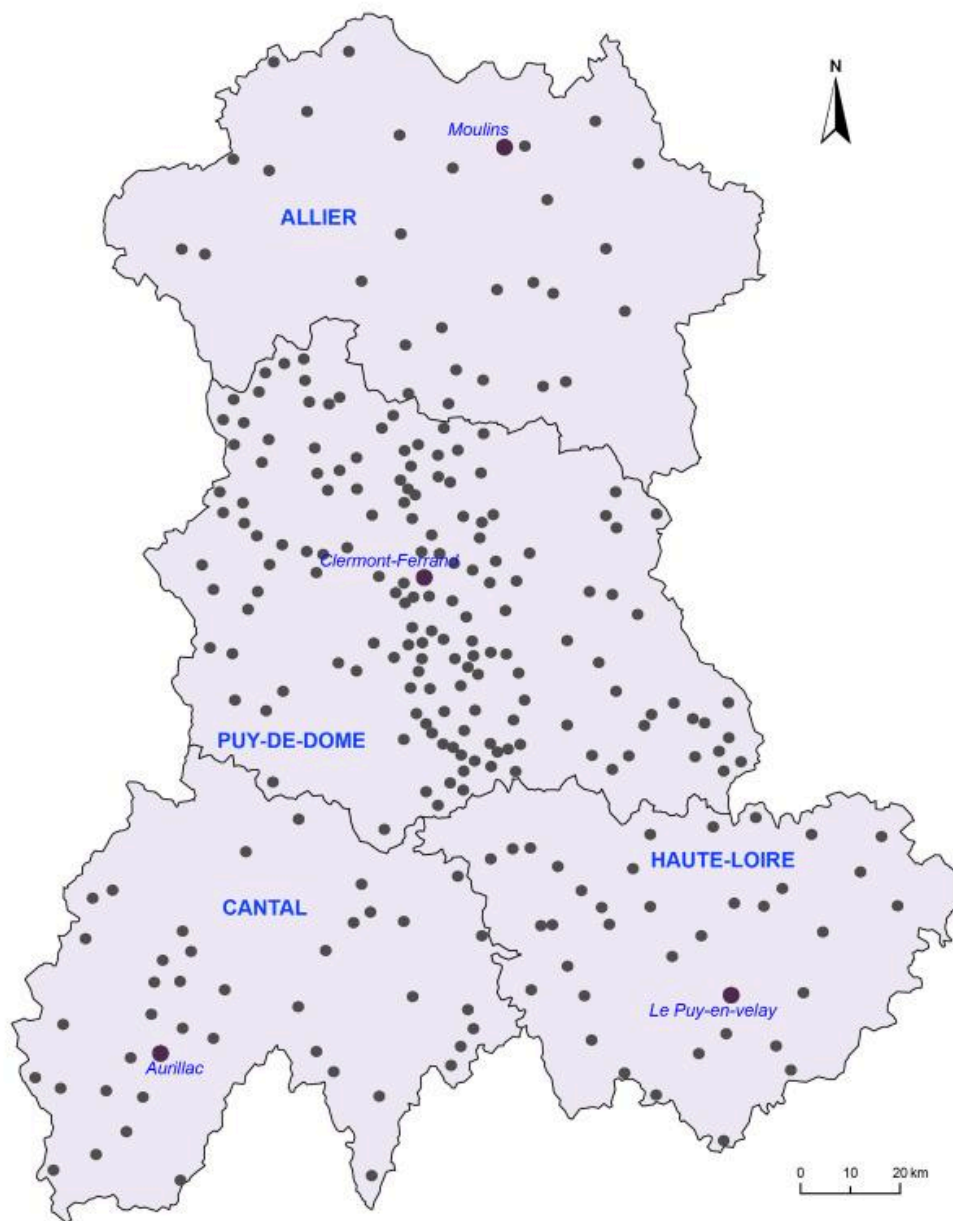 N
Moulins
ALLIER
Clermont-Ferrand
PUY-DE-DOME
HAUTE-LOIRE
CANTAL
Le Puy-en-velay
Aurillac
0 10 20 km